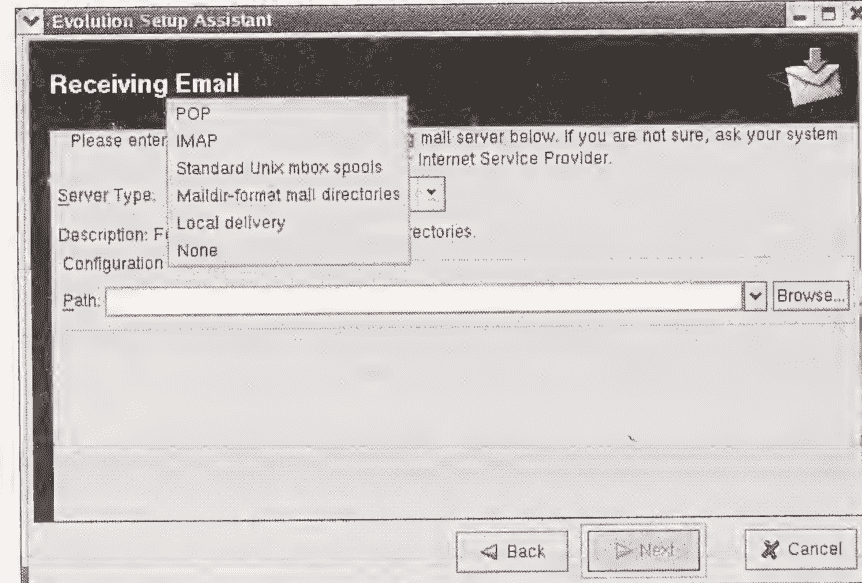 Evolution Setup Assistant
Receiving Email
POP
Please enter
IMAP
mail server below. If you are not sure, ask your system
Internet Service Provider.
Standard Unix mbox spools
Server Type:
Maildir-format mail directories
Local delivery
Description:
None
Configuration
Path:
Browse...
Back
Next
Cancel